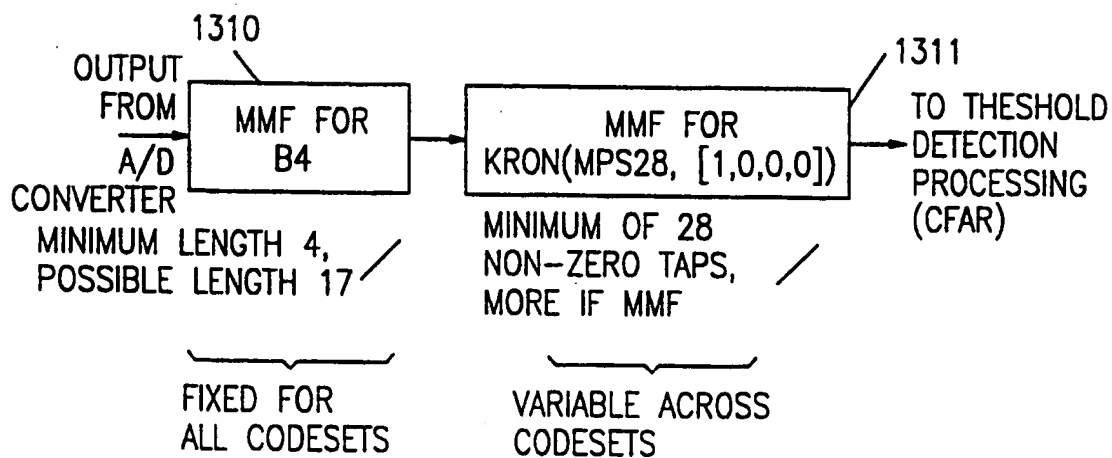 1310
OUTPUT
FROM
A/D
CONVERTER
MMF FOR
B4
1311
MMF FOR
KRON(MPS28, [1,0,0,0])
TO THESHOLD
DETECTION
PROCESSING
(CFAR)
MINIMUM LENGTH 4,
POSSIBLE LENGTH 17
MINIMUM OF 28
NON-ZERO TAPS,
MORE IF MMF
FIXED FOR
ALL CODESETS
VARIABLE ACROSS
CODESETS